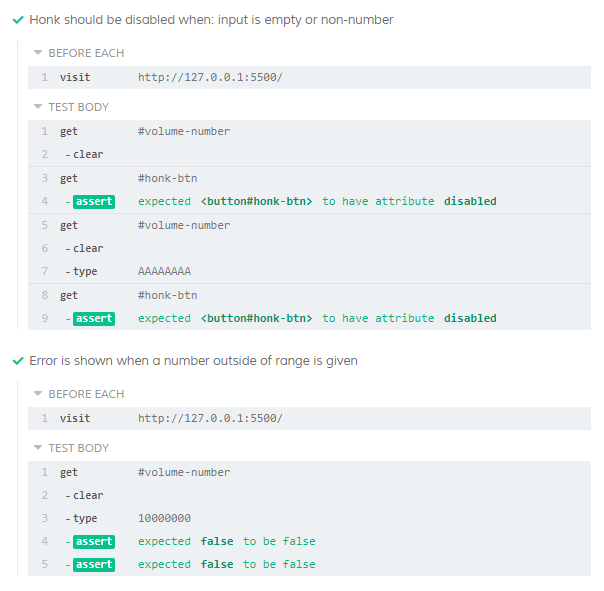 Honk should be disabled when: input is empty or non-number
BEFORE EACH
1 visit http://127.0.0.1:5500/
TEST BODY
1 get #volume-number
2 -clear
3 get #honk-btn
4 -assert expected <button#honk-btn> to have attribute disabled
5 get #volume-number
6 -clear
7 -type AAAAAAAA
8 get #honk-btn
9 -assert expected <button#honk-btn> to have attribute disabled
Error is shown when a number outside of range is given
BEFORE EACH
1 visit http://127.0.0.1:5500/
TEST BODY
1 get #volume-number
2 -clear
3 -type 10000000
4 -assert expected false to be false
5 -assert expected false to be false